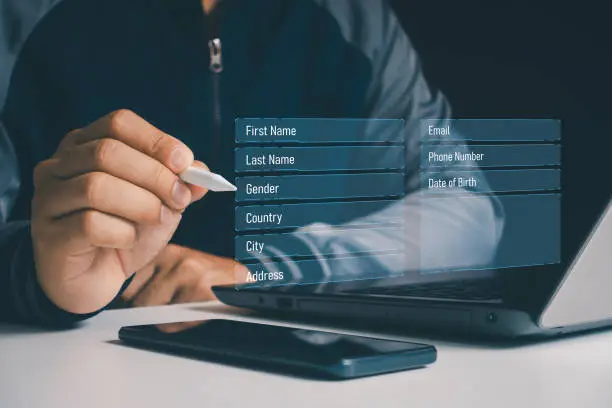 First Name
Last Name
Gender
Country
City
Address
Email
Phone Number
Date of Birth